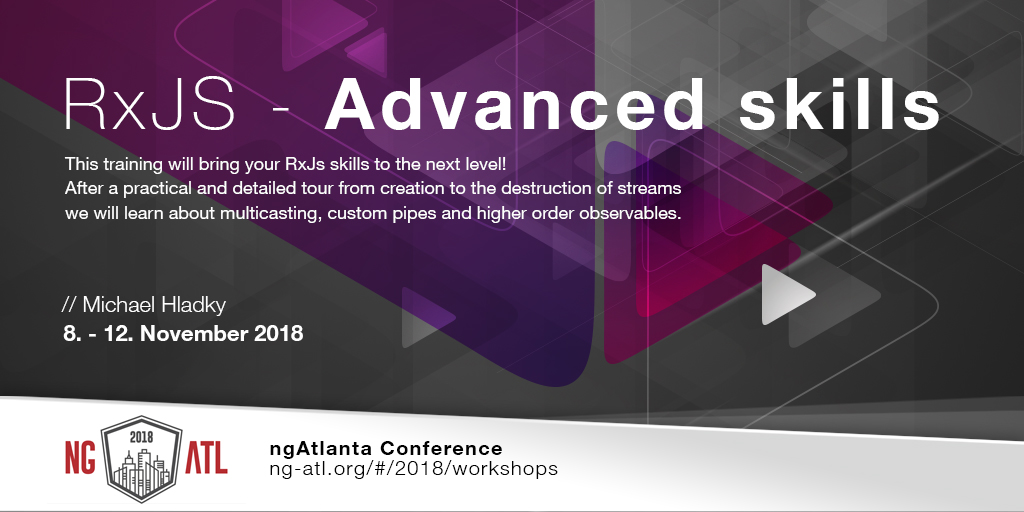 RxJS - Advanced skills
This training will bring your RxJs skills to the next level!
After a practical and detailed tour from creation to the destruction of streams
we will learn about multicasting, custom pipes and higher order observables.
// Michael Hladky
8. - 12. November 2018
NG 2018 ATL
ngAtlanta Conference
ng-atl.org/#/2018/workshops